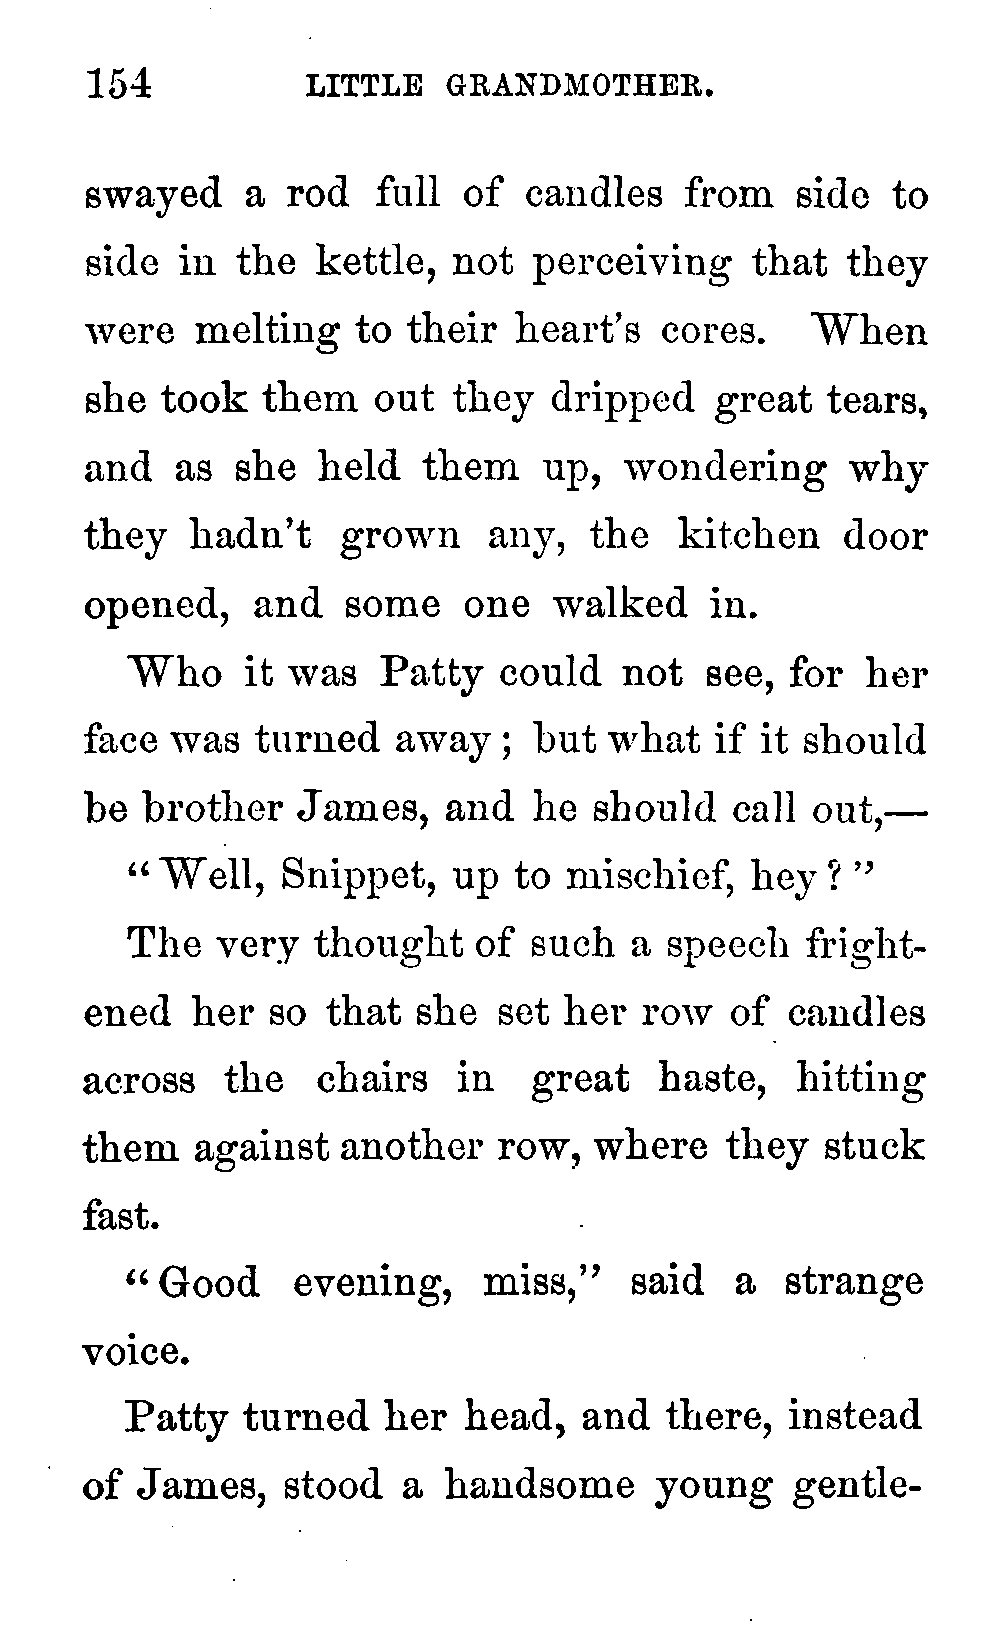 154 LITTLE GRANDMOTHER.
swayed a rod full of candles from side to
side in the kettle, not perceiving that they
were melting to their heart's cores. When
she took them out they dripped great tears,
and as she held them up, wondering why
they hadn't grown any, the kitchen door
opened, and some one walked in.
Who it was Patty could not see, for her
face was turned away; but what if it should
be brother James, and he should call out,—
"Well, Snippet, up to mischief, hey?"
The very thought of such a speech fright-
ened her so that she set her row of candles
across the chairs in great haste, hitting
them against another row, where they stuck
fast.
"Good evening, miss," said a strange
voice.
Patty turned her head, and there, instead
of James, stood a handsome young gentle-